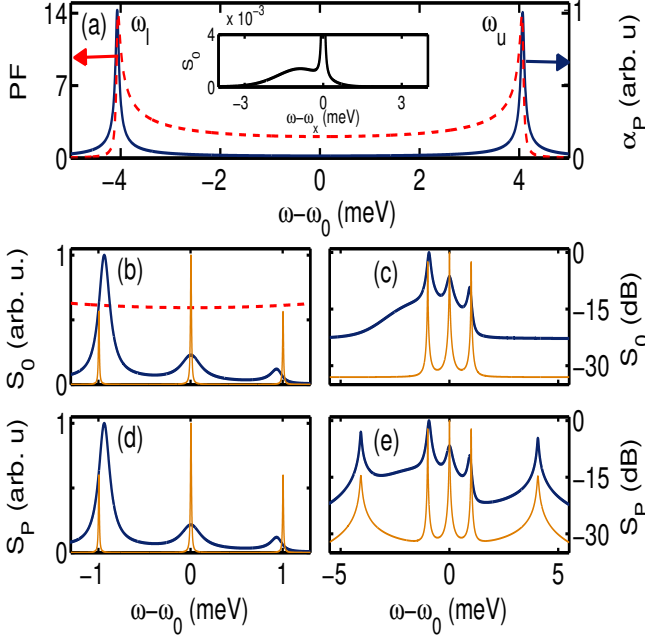 (a) ω_l ω_u
PF
14
7
0
1
0
α_P (arb. u)
x 10⁻³
4
0
S_0
−3 0 3
ω−ω_x (meV)
−4 −2 0 2 4
ω−ω_0 (meV)
(b)
S_0 (arb. u.)
1
0
(c)
0
−15
−30
S_0 (dB)
(d)
S_P (arb. u)
1
0
−1 0 1
ω−ω_0 (meV)
(e)
0
−15
−30
S_P (dB)
−5 0 5
ω−ω_0 (meV)